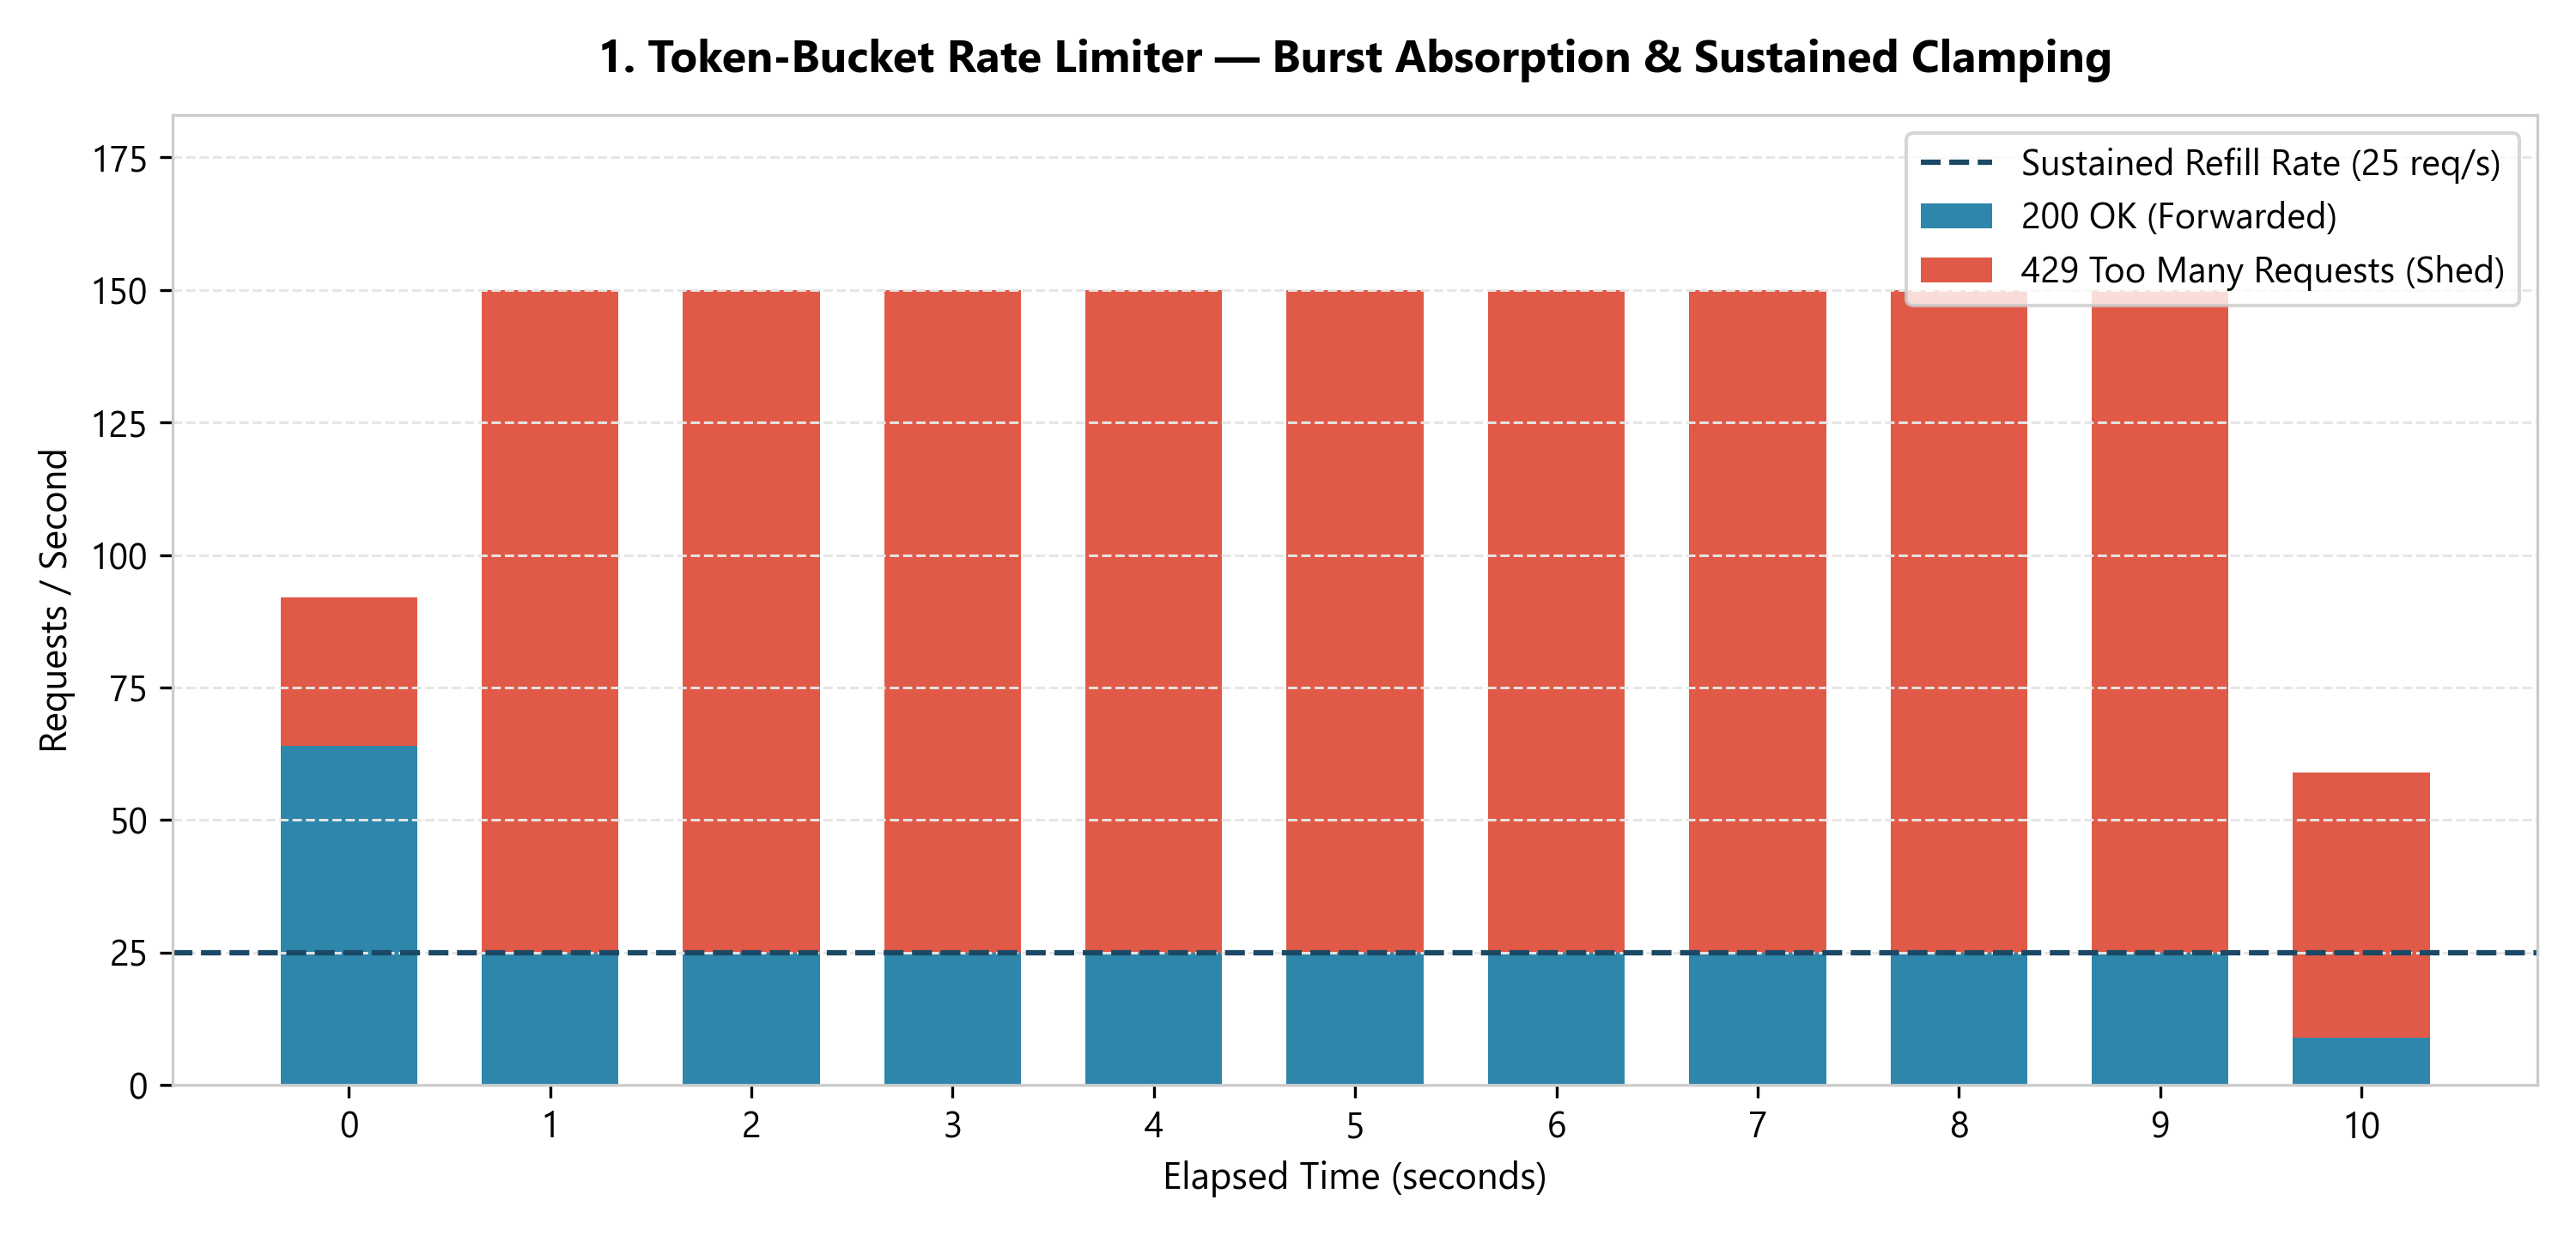 1. Token-Bucket Rate Limiter — Burst Absorption & Sustained Clamping
Sustained Refill Rate (25 req/s)
200 OK (Forwarded)
429 Too Many Requests (Shed)
Requests / Second
175
150
125
100
75
50
25
0
0 1 2 3 4 5 6 7 8 9 10
Elapsed Time (seconds)